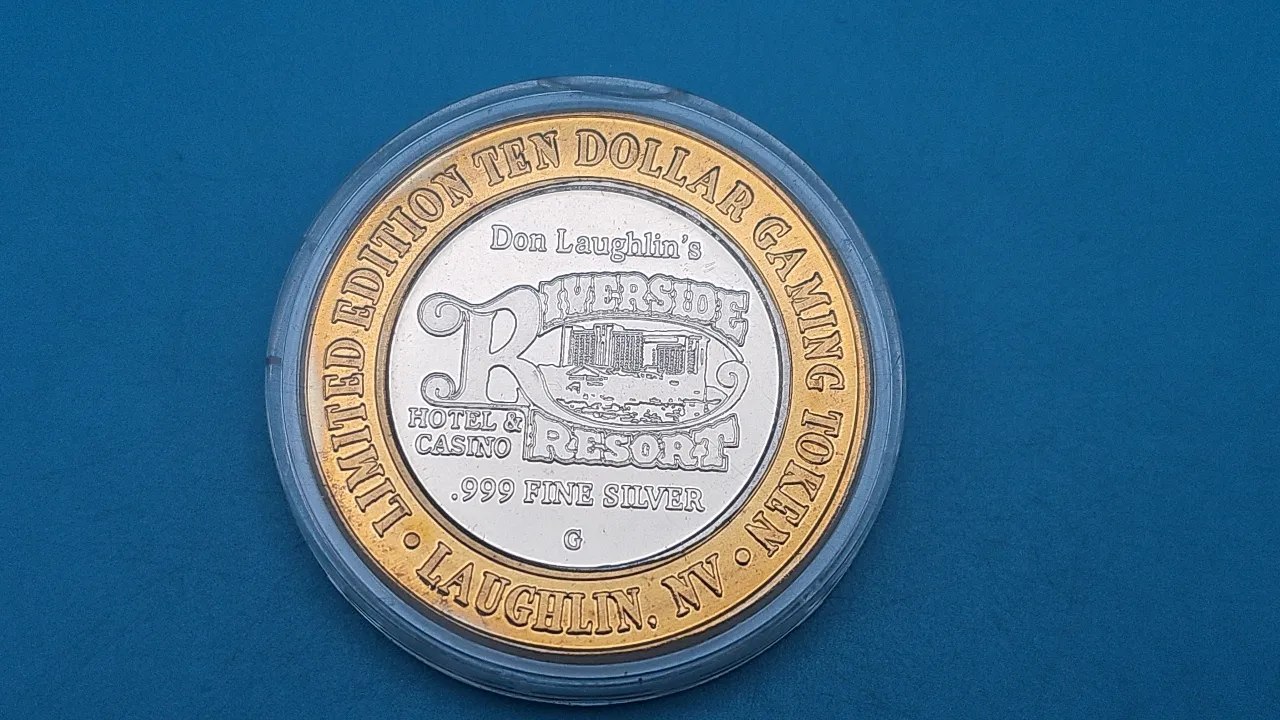 LIMITED EDITION TEN DOLLAR GAMING TOKEN
Don Laughlin's
RIVERSIDE
HOTEL &
CASINO
RESORT
.999 FINE SILVER
G
• LAUGHLIN, NV •